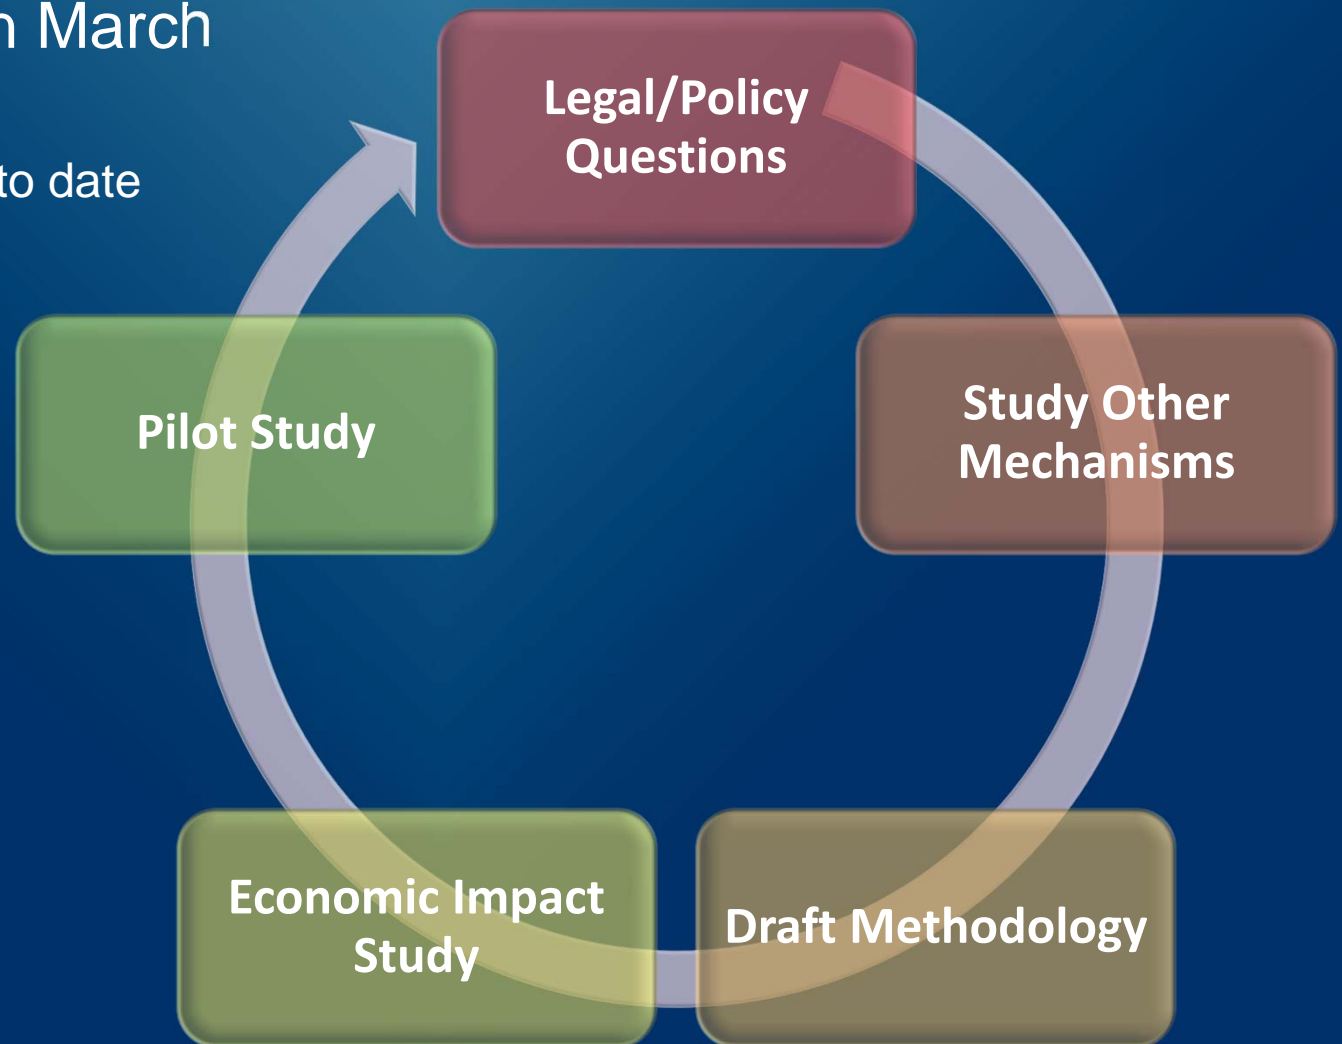 n March
to date
Legal/Policy
Questions
Study Other
Mechanisms
Draft Methodology
Economic Impact
Study
Pilot Study